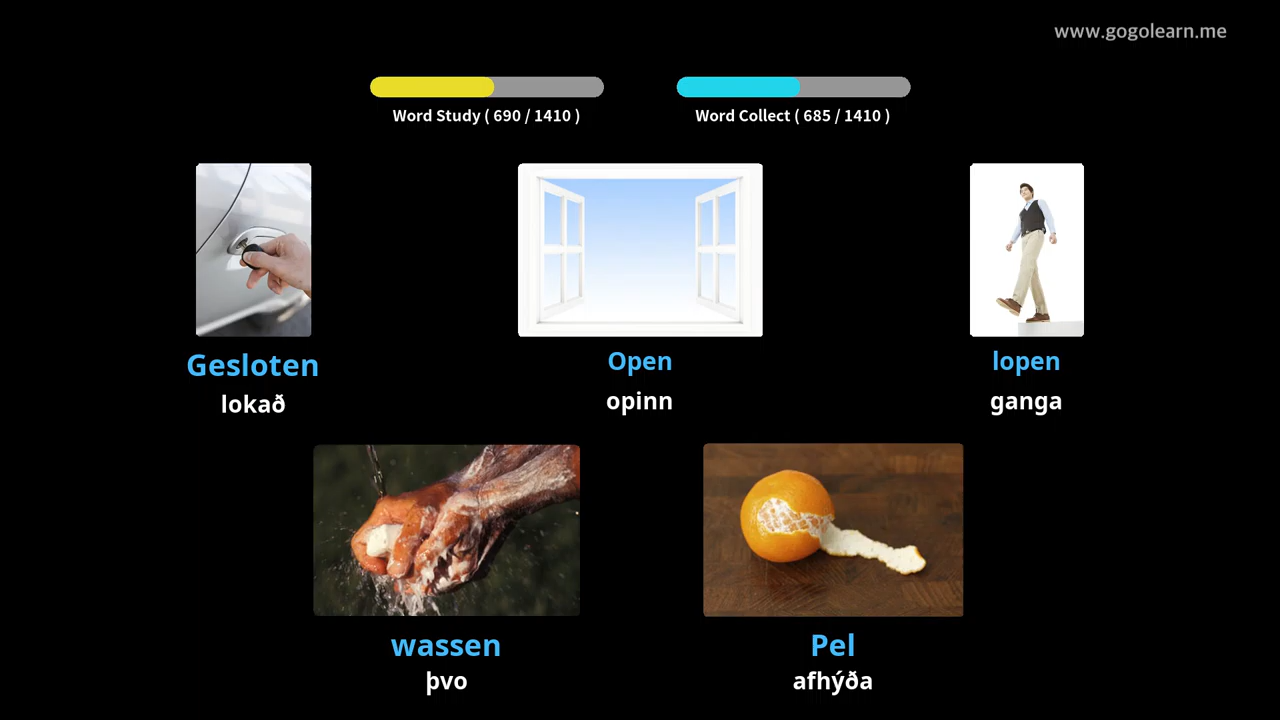 www.gogolearn.me
Word Study ( 690 / 1410 )
Word Collect ( 685 / 1410 )
Gesloten
lokað
Open
opinn
lopen
ganga
wassen
þvo
Pel
afhýða